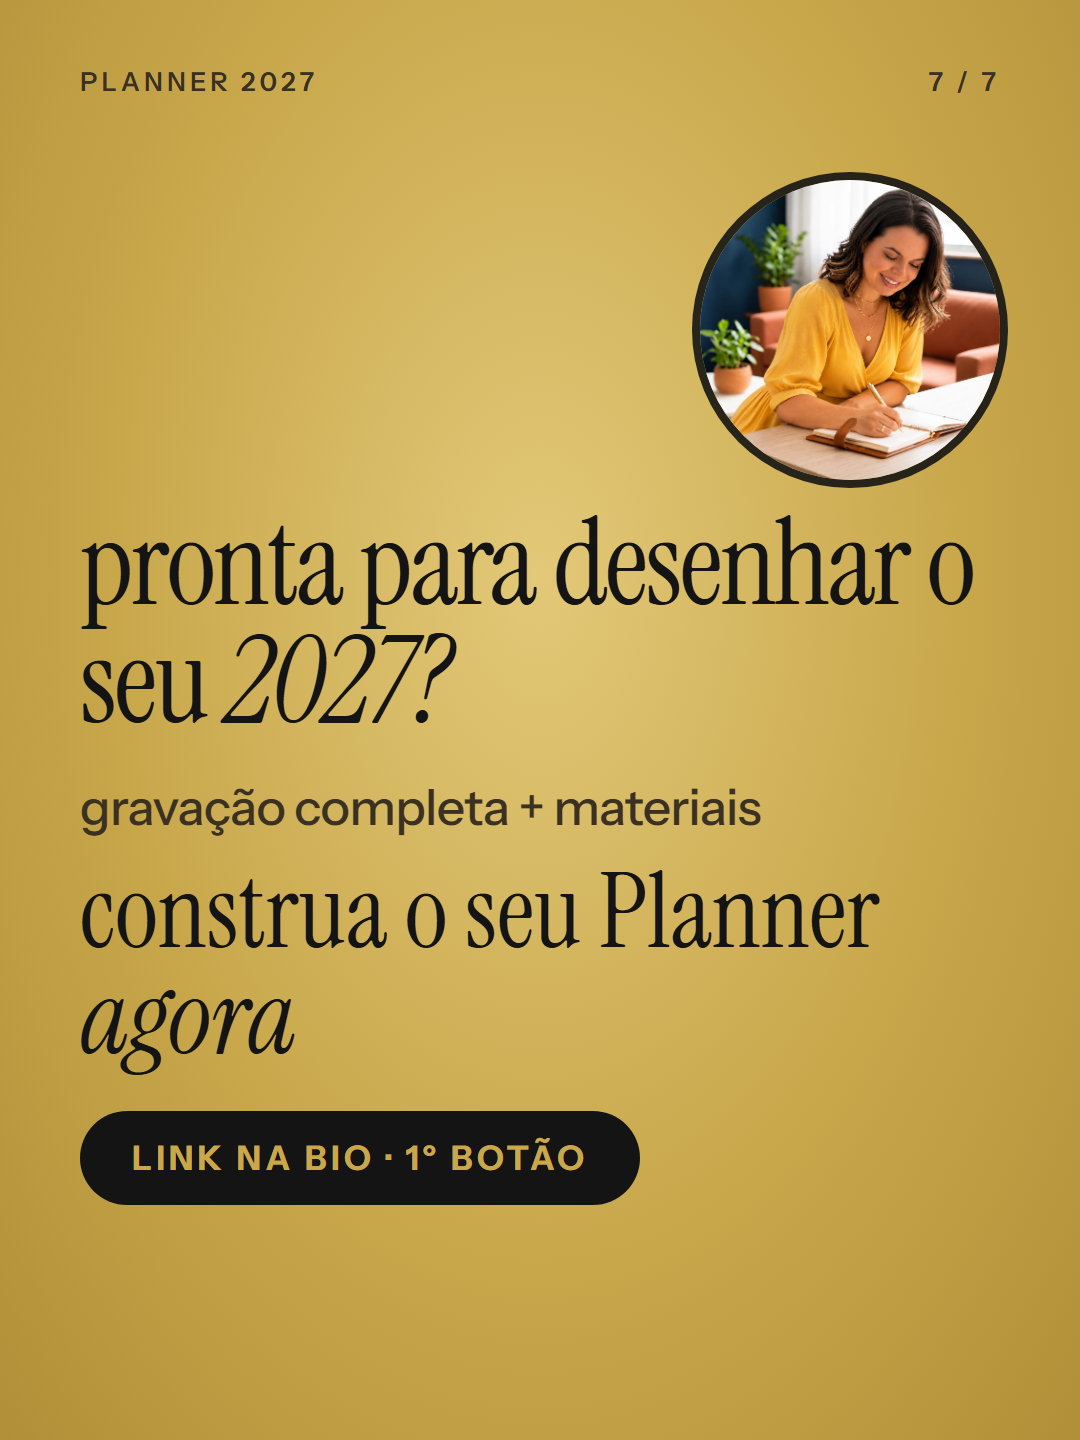 PLANNER 2027
7 / 7
pronta para desenhar o
seu 2027?
gravação completa + materiais
construa o seu Planner
agora
LINK NA BIO · 1º BOTÃO